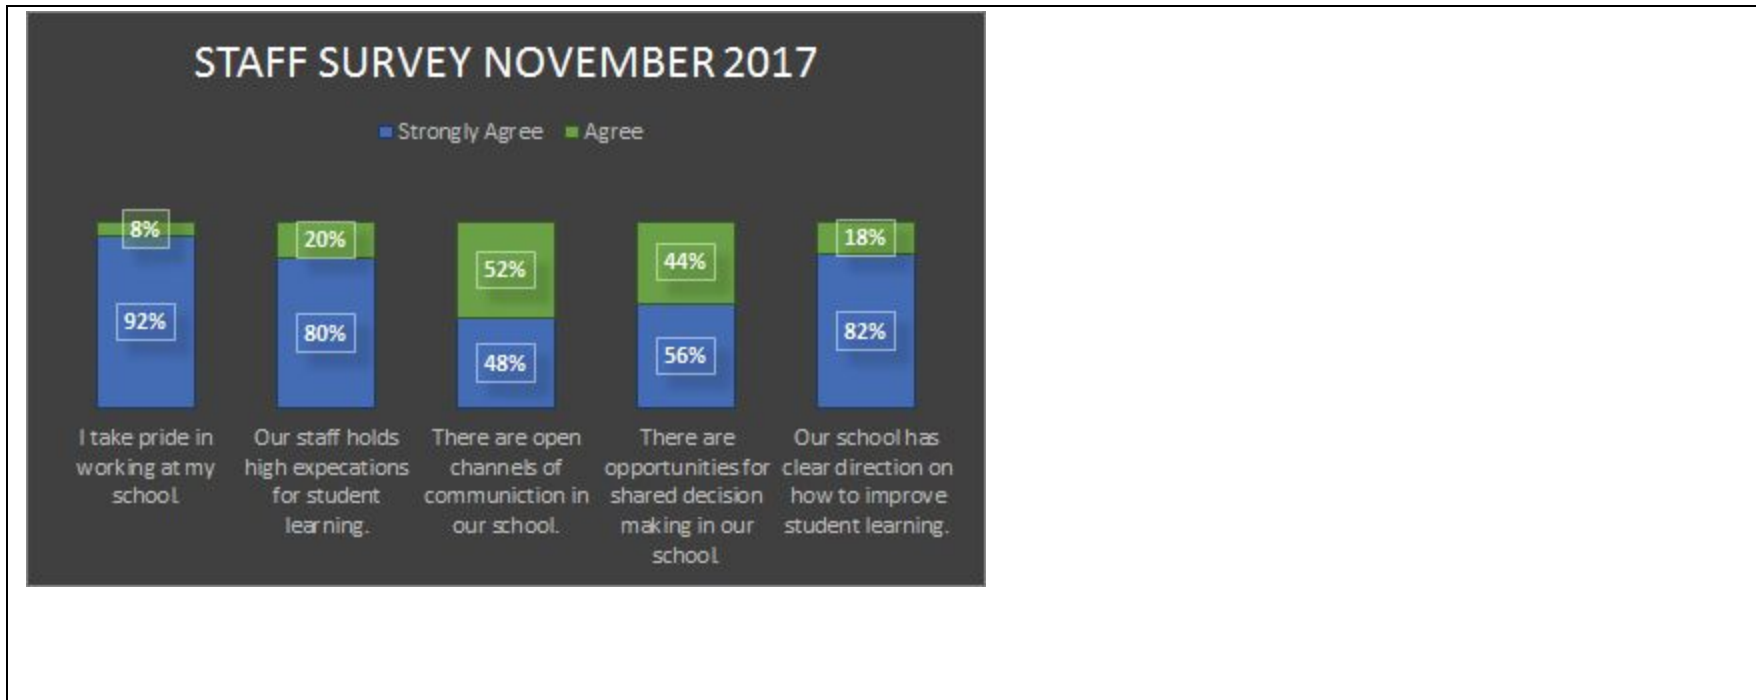 STAFF SURVEY NOVEMBER 2017
Strongly Agree Agree
8% 20% 52% 44% 18%
92% 80% 48% 56% 82%
I take pride in
working at my
school.
Our staff holds
high expecations
for student
learning.
There are open
channels of
communiction in
our school.
There are
opportunities for
shared decision
making in our
school.
Our school has
clear direction on
how to improve
student learning.